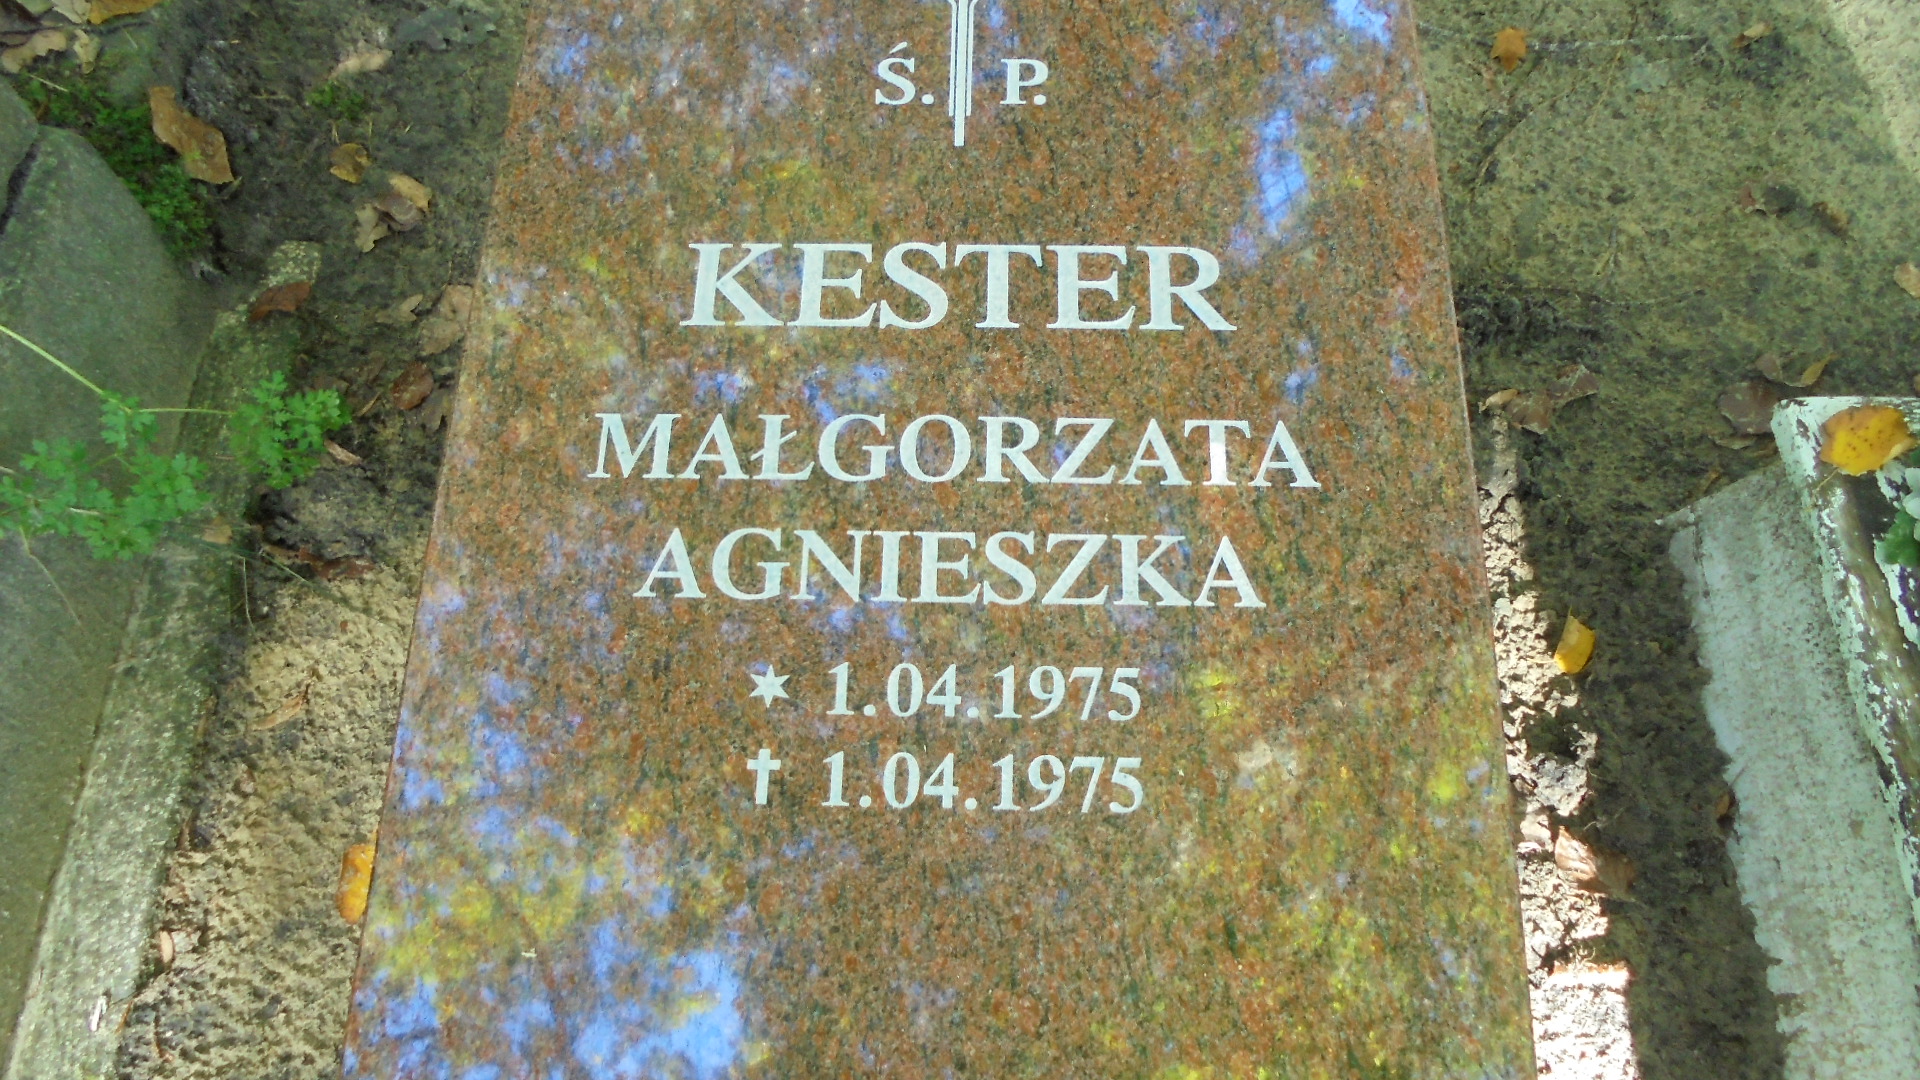 Ś. P.
KESTER
MAŁGORZATA
AGNIESZKA
✶ 1.04.1975
✝ 1.04.1975